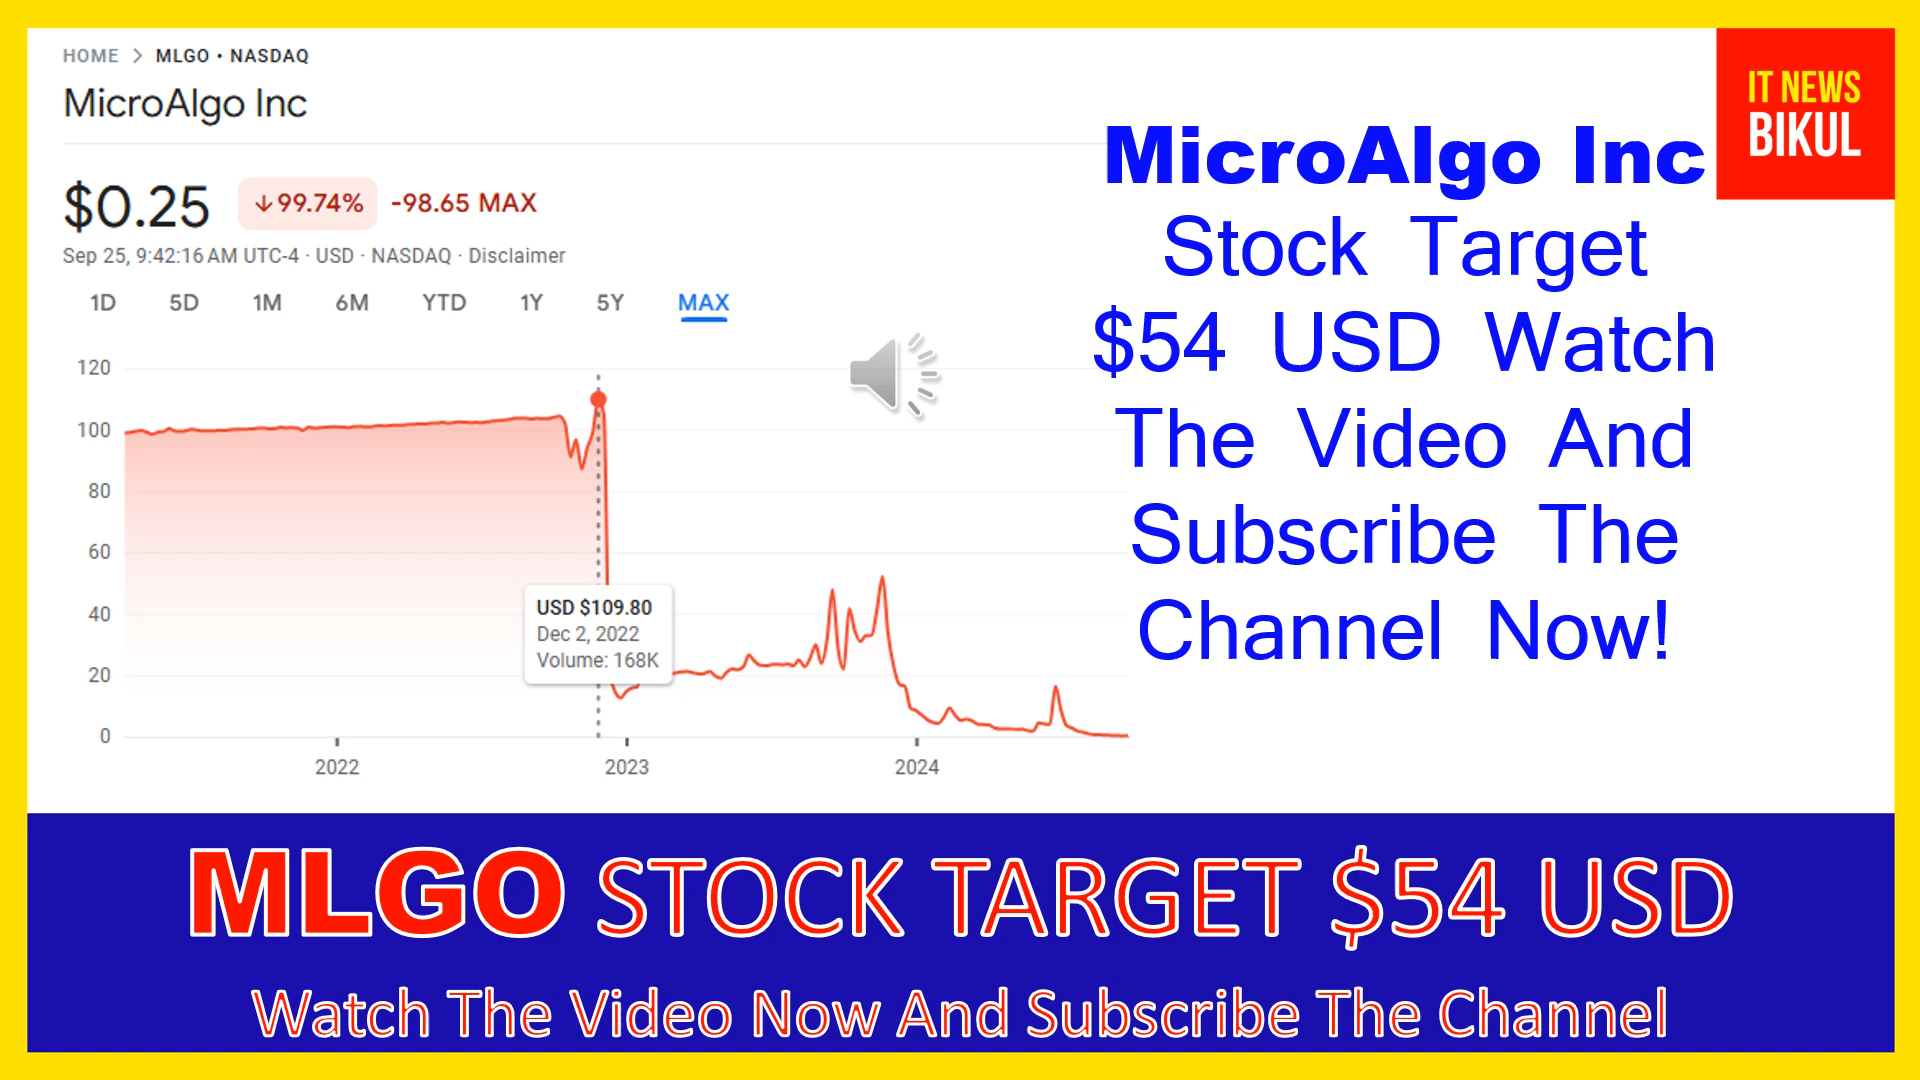 HOME > MLGO • NASDAQ
MicroAlgo Inc
$0.25 ↓99.74% -98.65 MAX
Sep 25, 9:42:16 AM UTC-4 · USD · NASDAQ · Disclaimer
1D 5D 1M 6M YTD 1Y 5Y MAX
120
100
80
60
40
20
0
USD $109.80
Dec 2, 2022
Volume: 168K
2022 2023 2024
IT NEWS
BIKUL
MicroAlgo Inc
Stock Target
$54 USD Watch
The Video And
Subscribe The
Channel Now!
MLGO STOCK TARGET $54 USD
Watch The Video Now And Subscribe The Channel